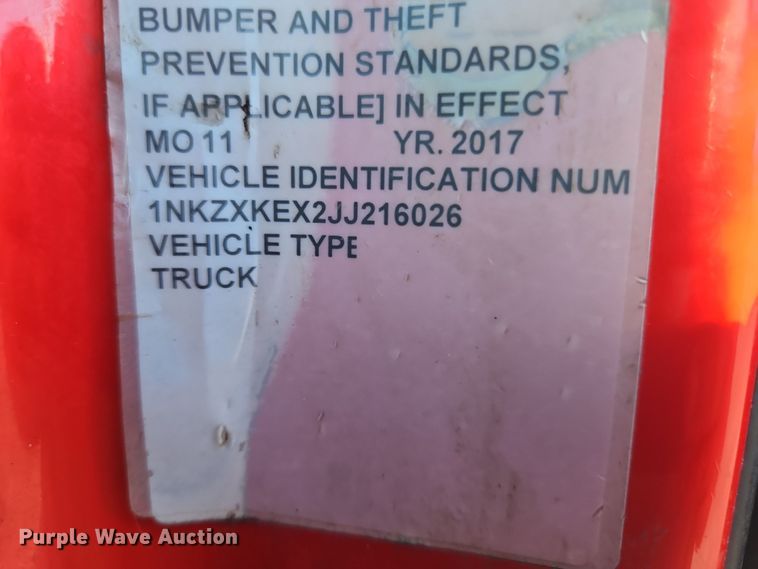 BUMPER AND THEFT
PREVENTION STANDARDS,
IF APPLICABLE] IN EFFECT
MO 11 YR. 2017
VEHICLE IDENTIFICATION NUM
1NKZXKEX2JJ216026
VEHICLE TYPE
TRUCK
Purple Wave Auction®